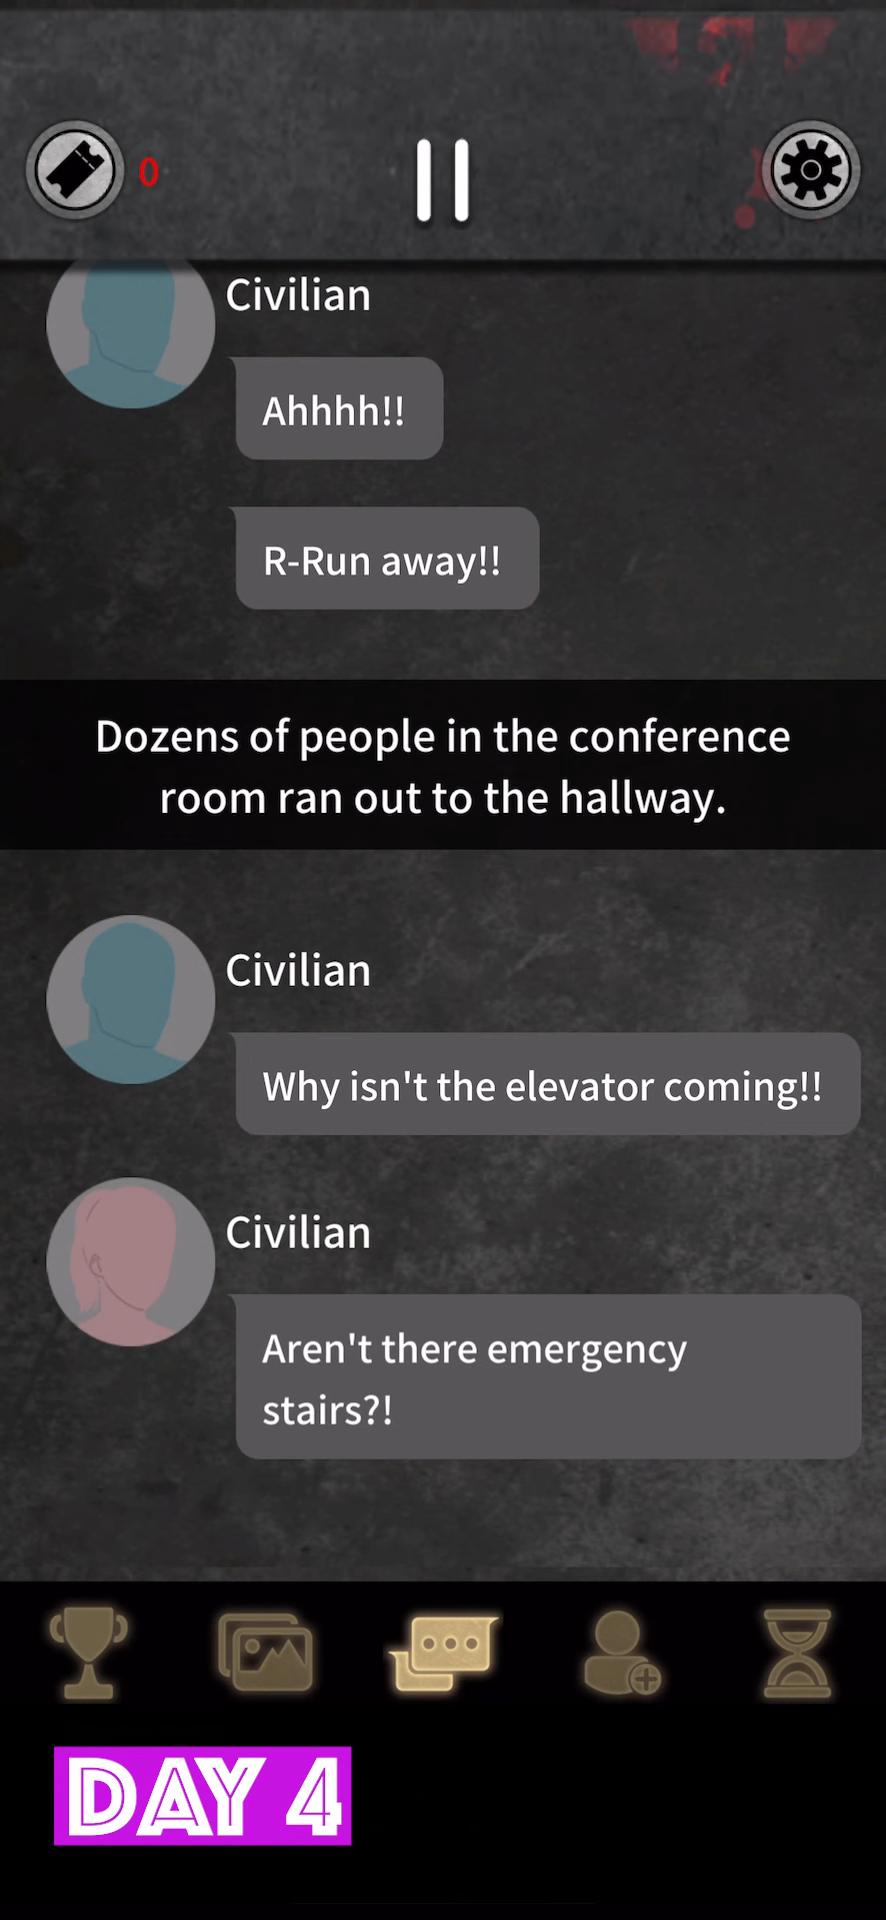 0
Civilian
Ahhhh!!
R-Run away!!
Dozens of people in the conference
room ran out to the hallway.
Civilian
Why isn't the elevator coming!!
Civilian
Aren't there emergency
stairs?!
DAY 4